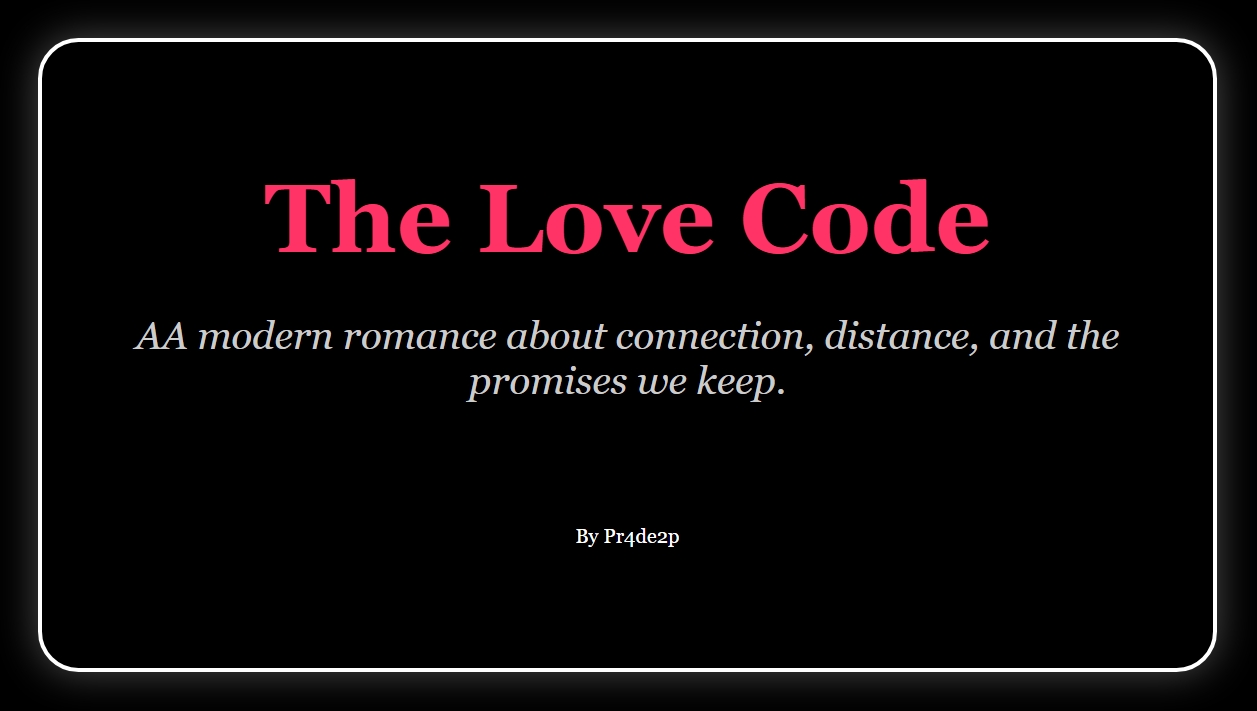 The Love Code
AA modern romance about connection, distance, and the
promises we keep.
By Pr4de2p